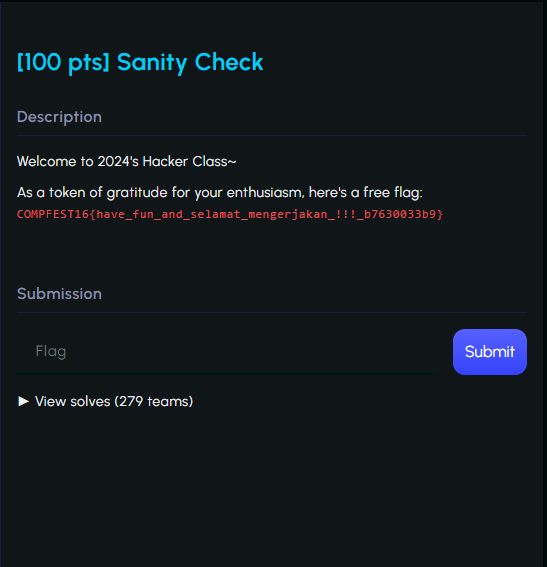 [100 pts] Sanity Check
Description
Welcome to 2024's Hacker Class~
As a token of gratitude for your enthusiasm, here's a free flag:
COMPFEST16{have_fun_and_selamat_mengerjakan_!!!_b7630033b9}
Submission
Flag
Submit
▶ View solves (279 teams)